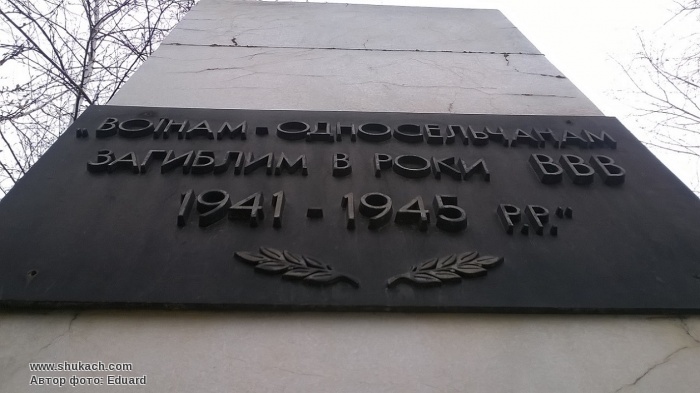 „ВОЇНАМ-ОДНОСЕЛЬЧАНАМ
ЗАГИБЛИМ В РОКИ ВВВ
1941 - 1945 Р.Р.“
www.shukach.com
Автор фото: Eduard